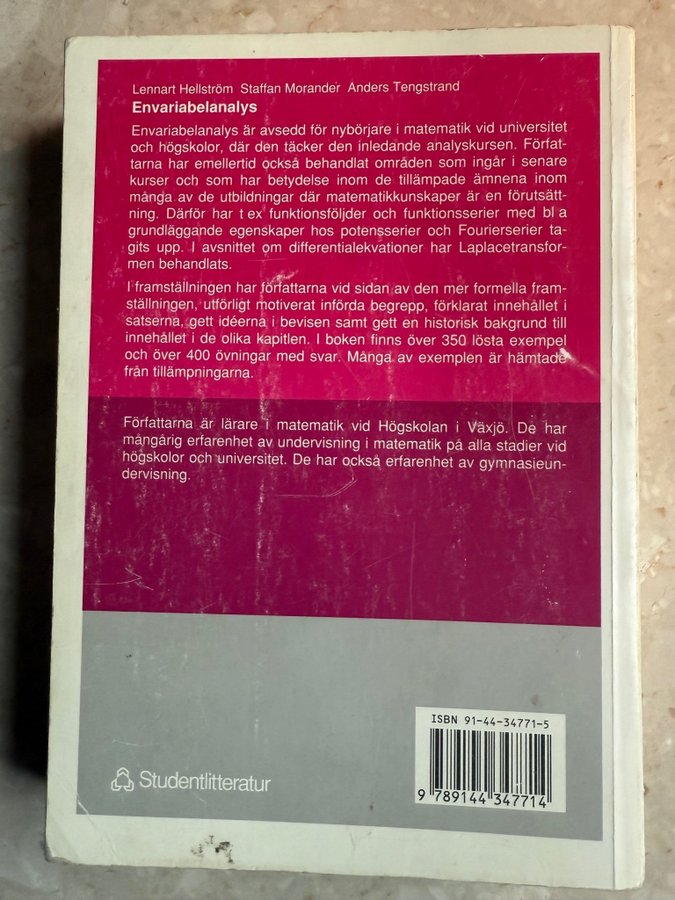 Lennart Hellström Staffan Morander Anders Tengstrand
Envariabelanalys
Envariabelanalys är avsedd för nybörjare i matematik vid universitet
och högskolor, där den täcker den inledande analyskursen. Förfat-
tarna har emellertid också behandlat områden som ingår i senare
kurser och som har betydelse inom de tillämpade ämnena inom
många av de utbildningar där matematikkunskaper är en förutsätt-
ning. Därför har t ex funktionsföljder och funktionsserier med bl a
grundläggande egenskaper hos potensserier och Fourierserier ta-
gits upp. I avsnittet om differentialekvationer har Laplacetransfor-
men behandlats.
I framställningen har författarna vid sidan av den mer formella fram-
ställningen, utförligt motiverat införda begrepp, förklarat innehållet i
satserna, gett idéerna i bevisen samt gett en historisk bakgrund till
innehållet i de olika kapitlen. I boken finns över 350 lösta exempel
och över 400 övningar med svar. Många av exemplen är hämtade
från tillämpningarna.
Författarna är lärare i matematik vid Högskolan i Växjö. De har
mångårig erfarenhet av undervisning i matematik på alla stadier vid
högskolor och universitet. De har också erfarenhet av gymnasieun-
dervisning.
ISBN 91-44-34771-5
9 789144 347714
Studentlitteratur